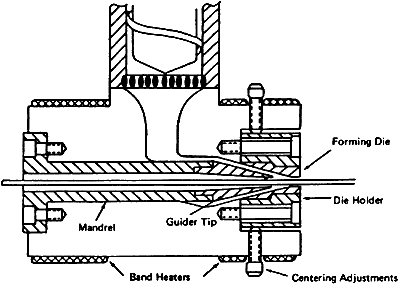 Forming Die
Die Holder
Guider Tip
Mandrel
Band Heaters
Centering Adjustments